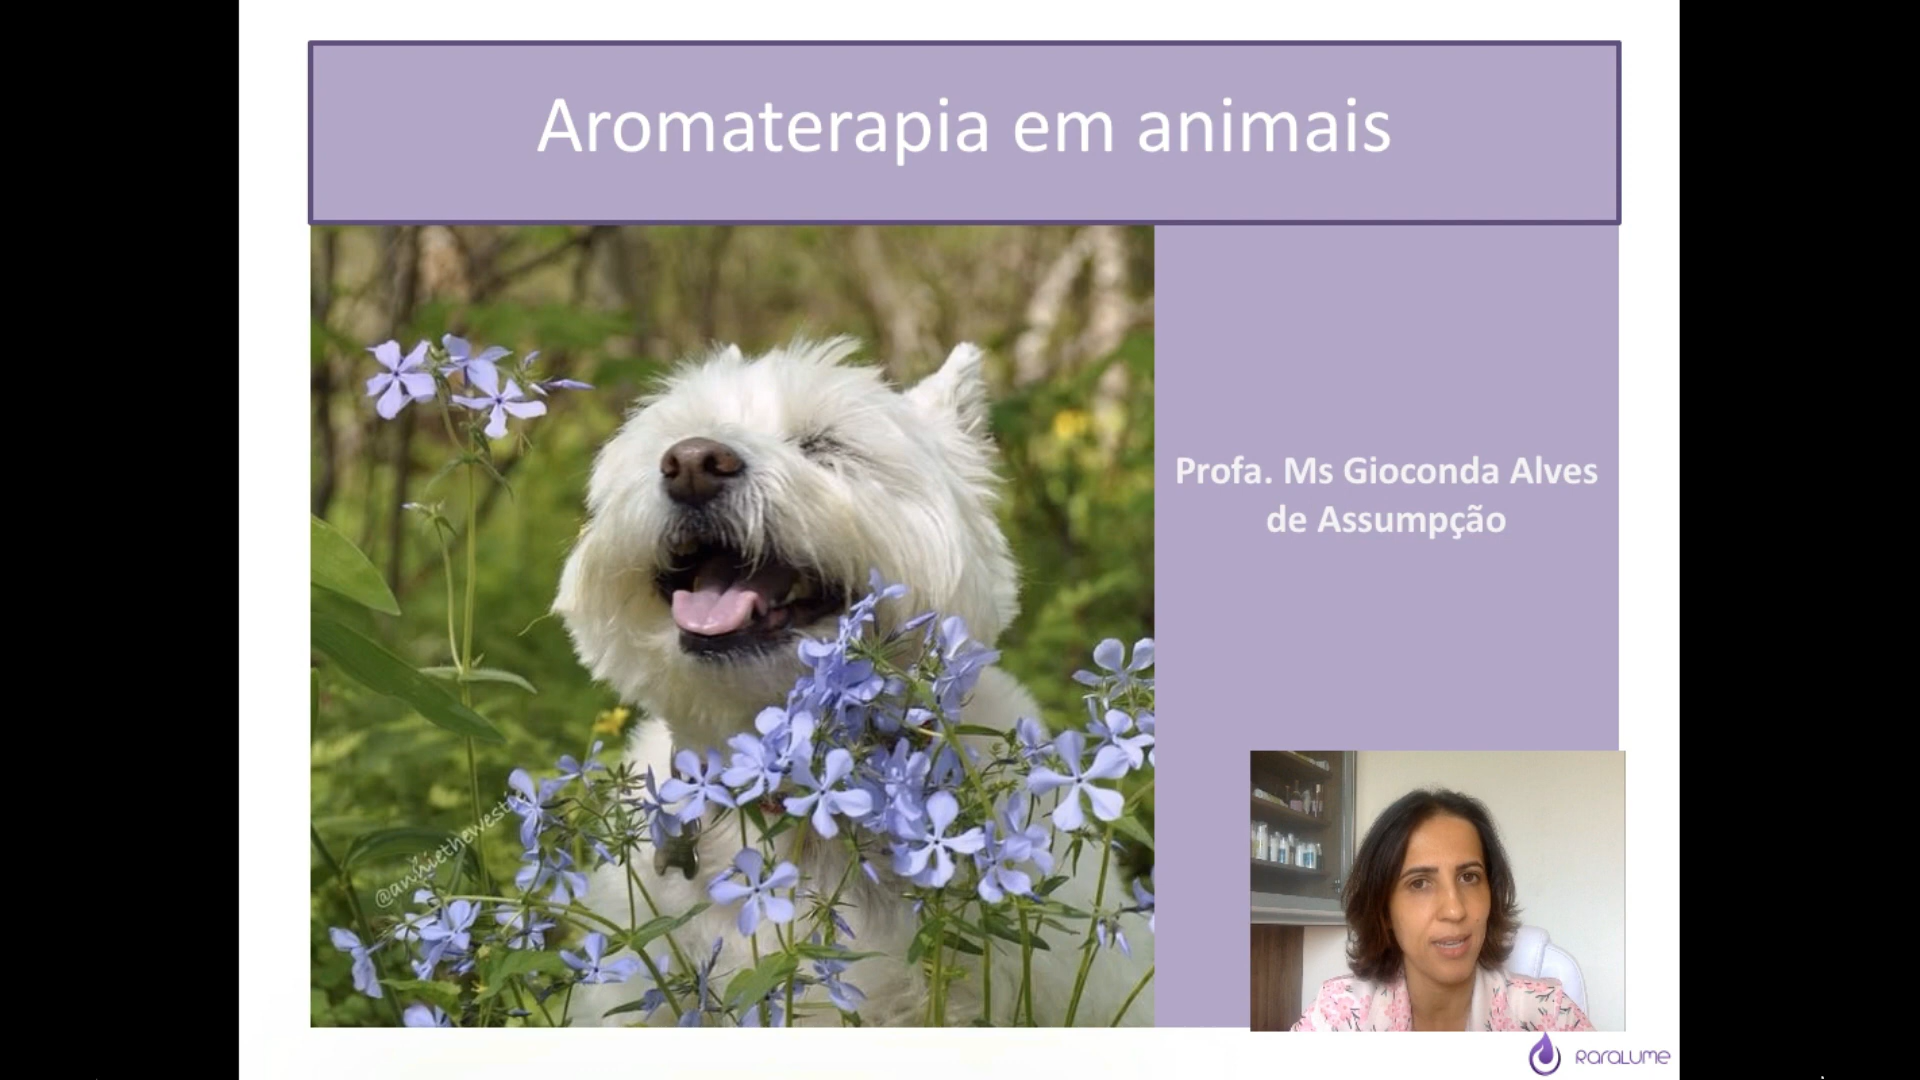 Aromaterapia em animais
Profa. Ms Gioconda Alves
de Assumpção
@anniethewestie
RaraLume